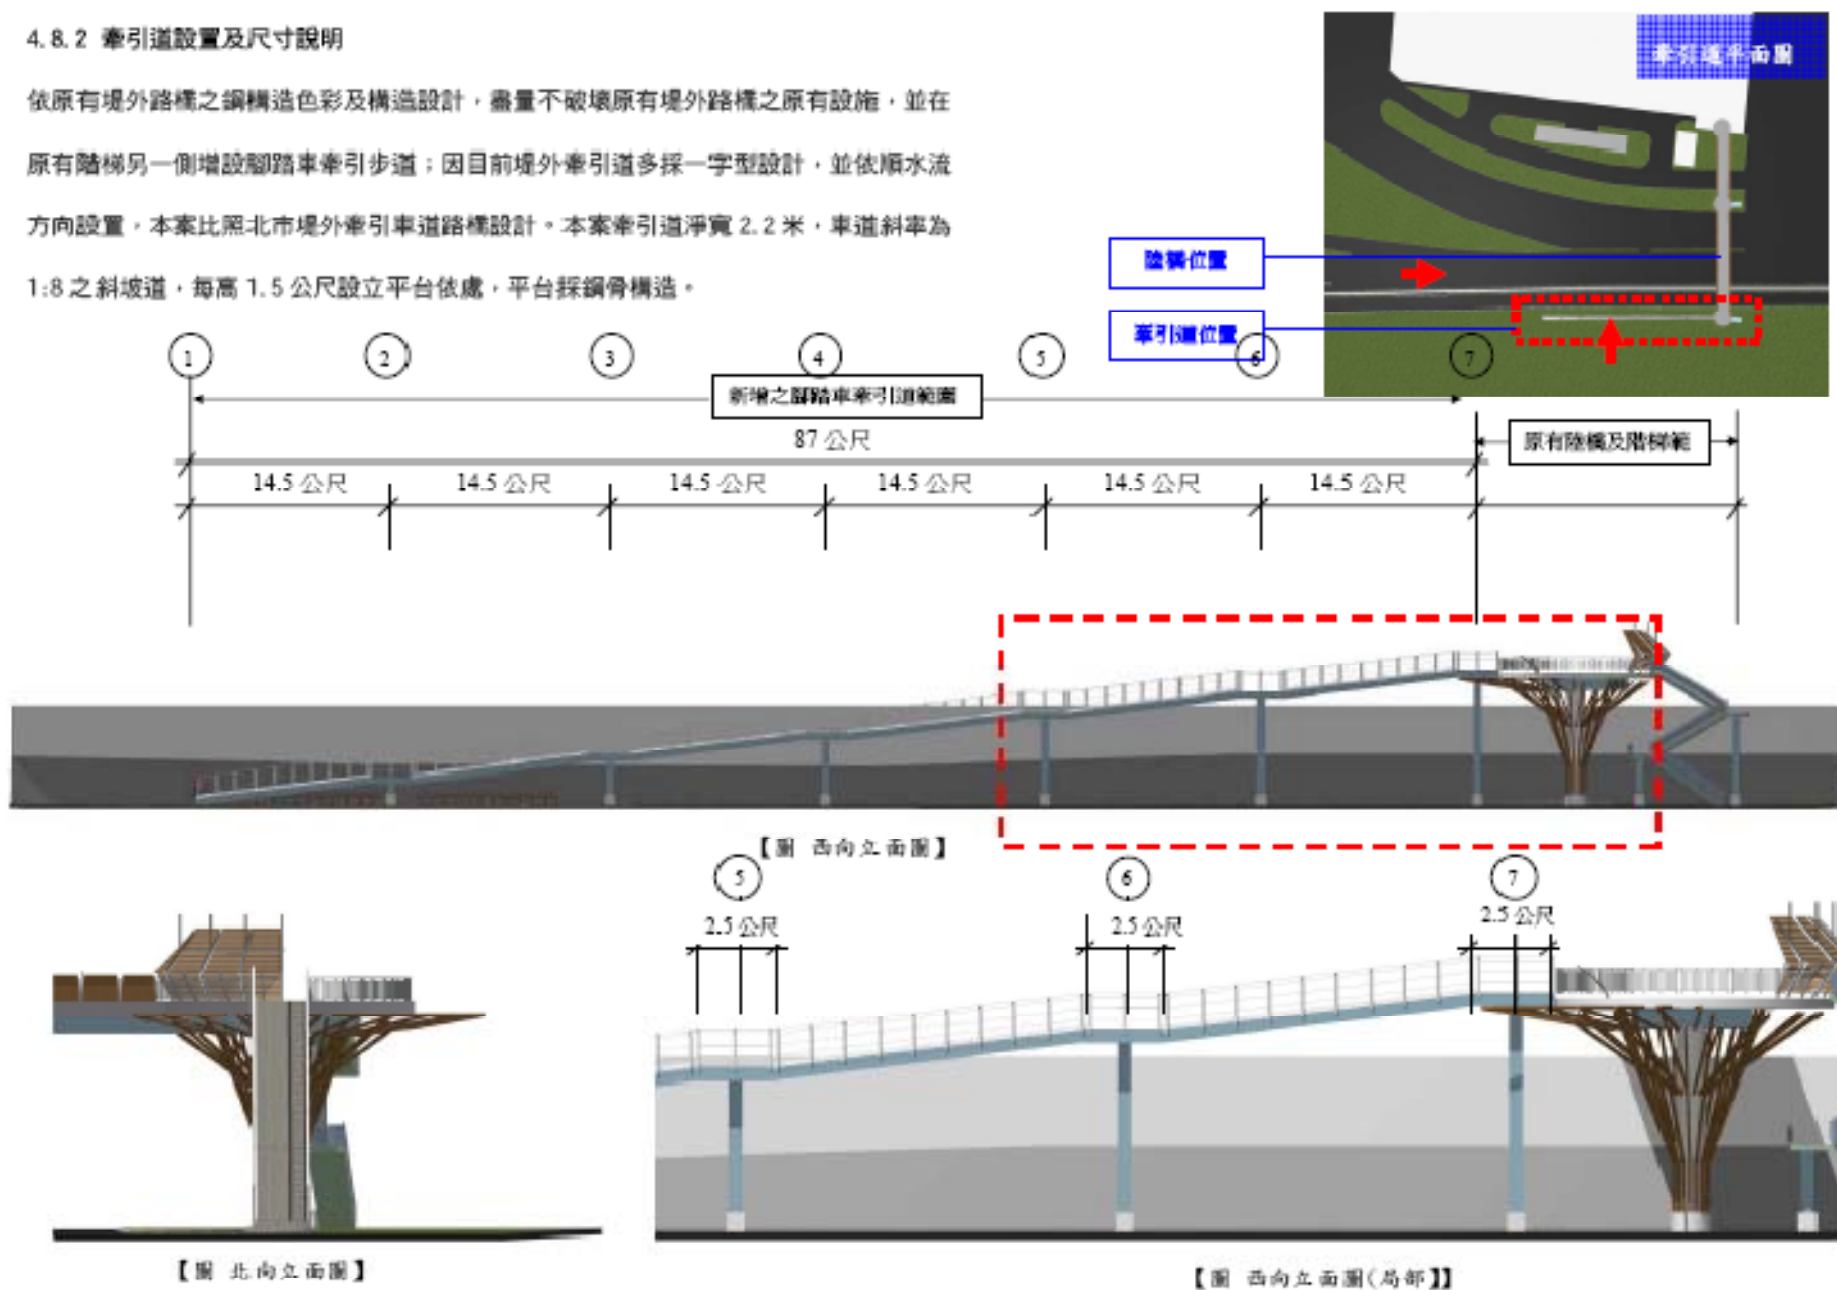 4.8.2 牽引道設置及尺寸說明
依原有堤外路橋之鋼構造色彩及構造設計，盡量不破壞原有堤外路橋之原有設施，並在
原有階梯另一側增設腳踏車牽引步道；因目前堤外牽引道多採一字型設計，並依順水流
方向設置，本案比照北市堤外牽引車道路橋設計。本案牽引道淨寬 2.2 米，車道斜率為
1:8 之斜坡道，每高 1.5 公尺設立平台依處，平台採鋼骨構造。
牽引道平面圖
陸橋位置
牽引道位置
1 2 3 4 5 6 7
新增之腳踏車牽引道範圍
87 公尺
原有陸橋及階梯範
14.5 公尺 14.5 公尺 14.5 公尺 14.5 公尺 14.5 公尺 14.5 公尺
【圖 西向立面圖】
5 6 7
2.5 公尺 2.5 公尺 2.5 公尺
【圖 北向立面圖】
【圖 西向立面圖(局部)】